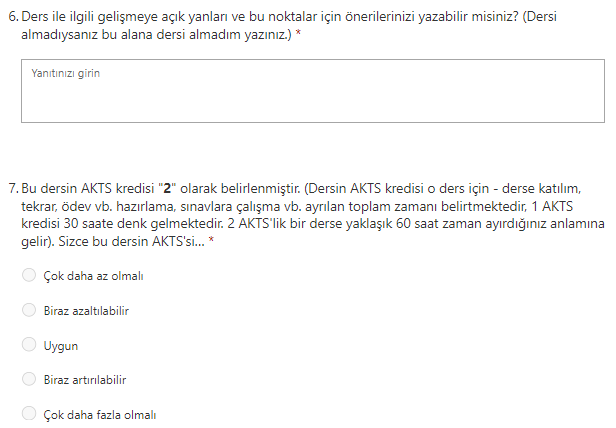 6. Ders ile ilgili gelişmeye açık yanları ve bu noktalar için önerilerinizi yazabilir misiniz? (Dersi
almadıysanız bu alana dersi almadım yazınız.) *
Yanıtınızı girin
7. Bu dersin AKTS kredisi "2" olarak belirlenmiştir. (Dersin AKTS kredisi o ders için - derse katılım,
tekrar, ödev vb. hazırlama, sınavlara çalışma vb. ayrılan toplam zamanı belirtmektedir, 1 AKTS
kredisi 30 saate denk gelmektedir. 2 AKTS'lik bir derse yaklaşık 60 saat zaman ayırdığınız anlamına
gelir). Sizce bu dersin AKTS'si... *
Çok daha az olmalı
Biraz azaltılabilir
Uygun
Biraz artırılabilir
Çok daha fazla olmalı